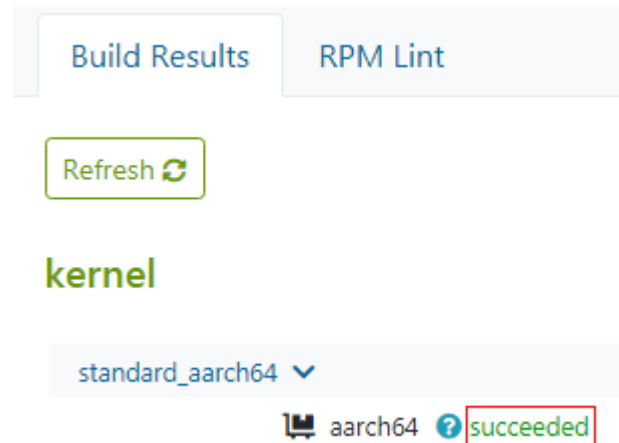 Build Results RPM Lint
Refresh
kernel
standard_aarch64
aarch64 succeeded